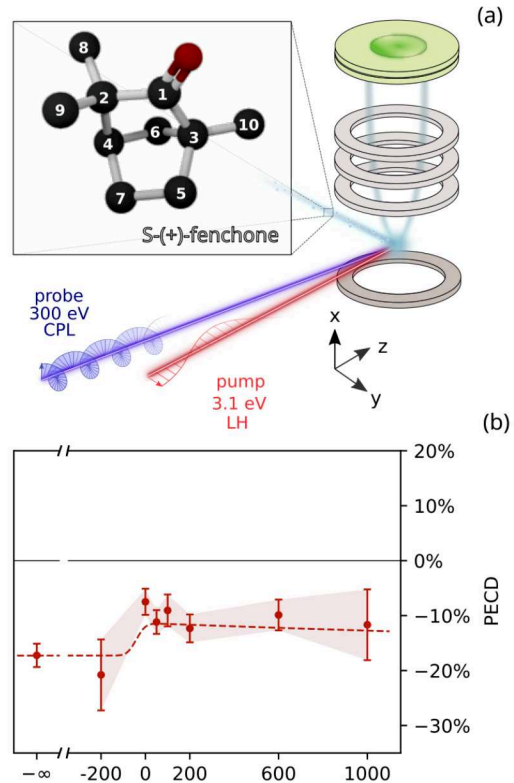 (a)
8
1
2
9
6
10
4
3
7
5
S-(+)-fenchone
probe
300 eV
CPL
x
z
y
pump
3.1 eV
LH
(b)
20%
10%
0%
-10%
-20%
-30%
PECD
−∞
-200
0
200
600
1000